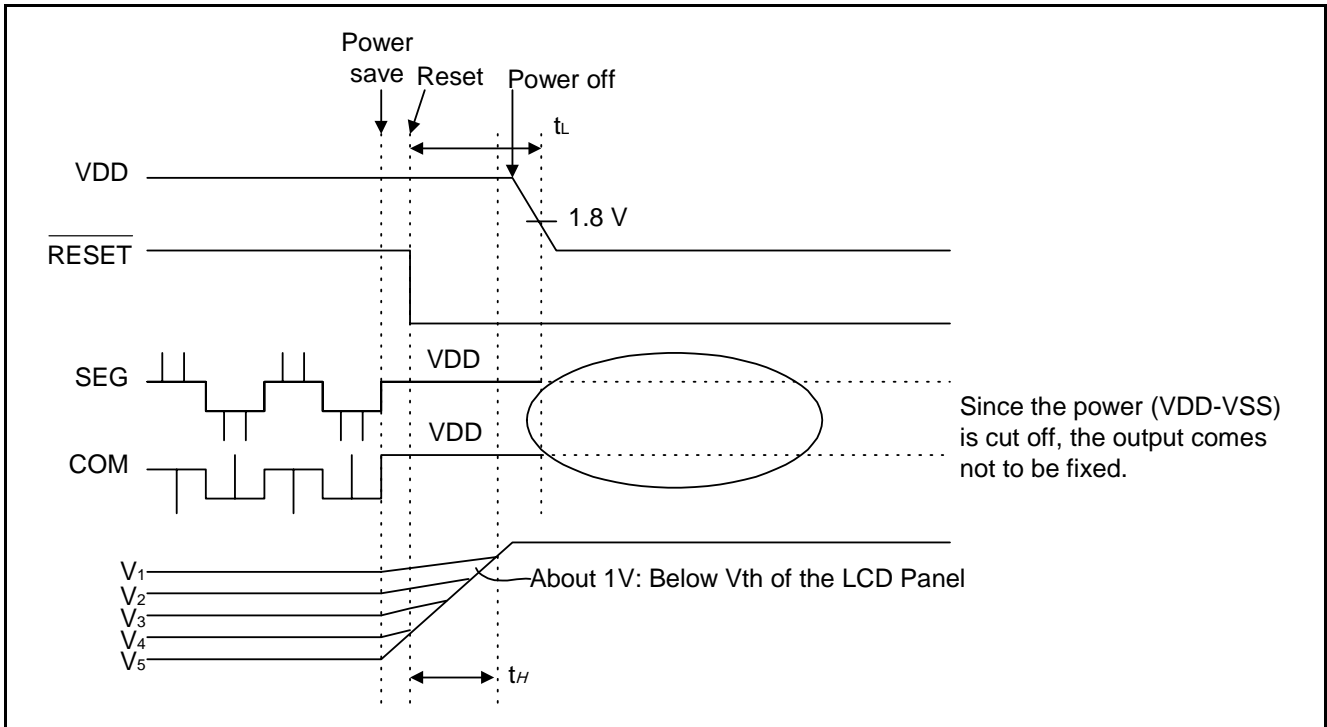 Power
save
Reset
Power off
tL
VDD
1.8 V
RESET
VDD
SEG
VDD
COM
Since the power (VDD-VSS)
is cut off, the output comes
not to be fixed.
V1
V2
V3
V4
V5
About 1V: Below Vth of the LCD Panel
tH